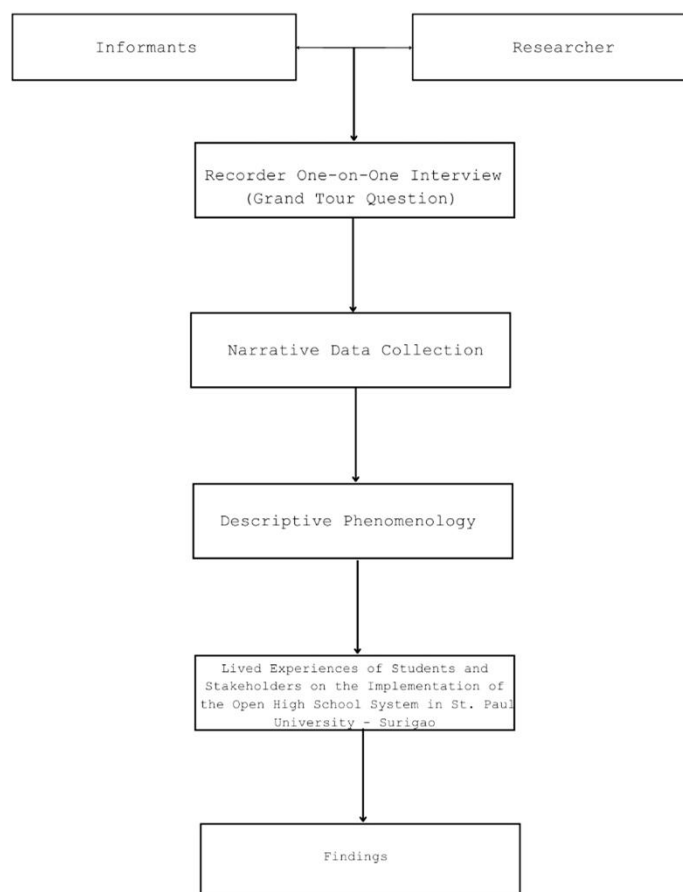 Informants
Researcher
Recorder One-on-One Interview
(Grand Tour Question)
Narrative Data Collection
Descriptive Phenomenology
Lived Experiences of Students and
Stakeholders on the Implementation of
the Open High School System in St. Paul
University - Surigao
Findings